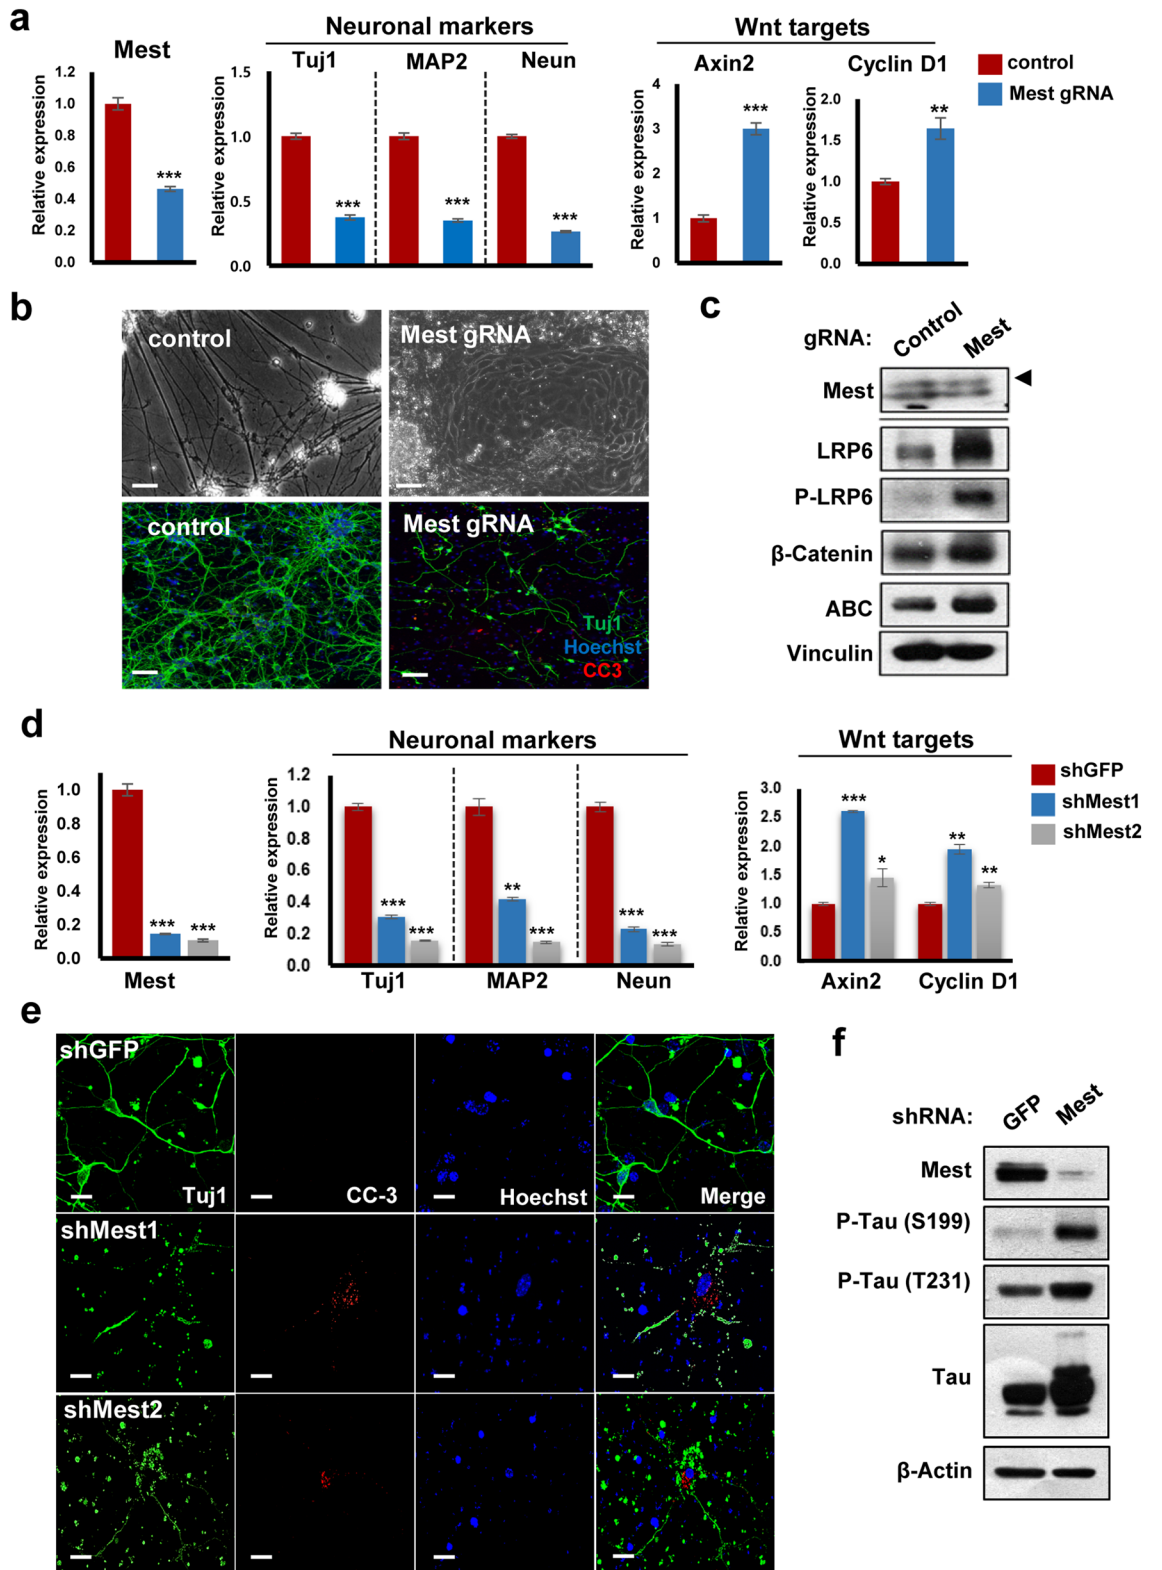 a
Neuronal markers
Wnt targets
Mest
Tuj1
MAP2
Neun
Axin2
Cyclin D1
control
Mest gRNA
Relative expression
1.2
1.0
0.8
0.6
0.4
0.2
0.0
***
Relative expression
1.5
1.0
0.5
0.0
***
***
***
Relative expression
4
3
2
1
0
***
Relative expression
2.0
1.5
1.0
0.5
0.0
**
b
control
Mest gRNA
control
Mest gRNA
Tuj1
Hoechst
CC3
c
gRNA:
Control
Mest
Mest
LRP6
P-LRP6
β-Catenin
ABC
Vinculin
d
Neuronal markers
Wnt targets
shGFP
shMest1
shMest2
Relative expression
1.0
0.8
0.6
0.4
0.2
0.0
***
***
Mest
Relative expression
1.2
1.0
0.8
0.6
0.4
0.2
0.0
***
***
**
***
***
***
Tuj1
MAP2
Neun
Relative expression
3.0
2.5
2.0
1.5
1.0
0.5
0.0
***
*
**
**
Axin2
Cyclin D1
e
shGFP
Tuj1
CC-3
Hoechst
Merge
shMest1
shMest2
f
shRNA:
GFP
Mest
Mest
P-Tau (S199)
P-Tau (T231)
Tau
β-Actin